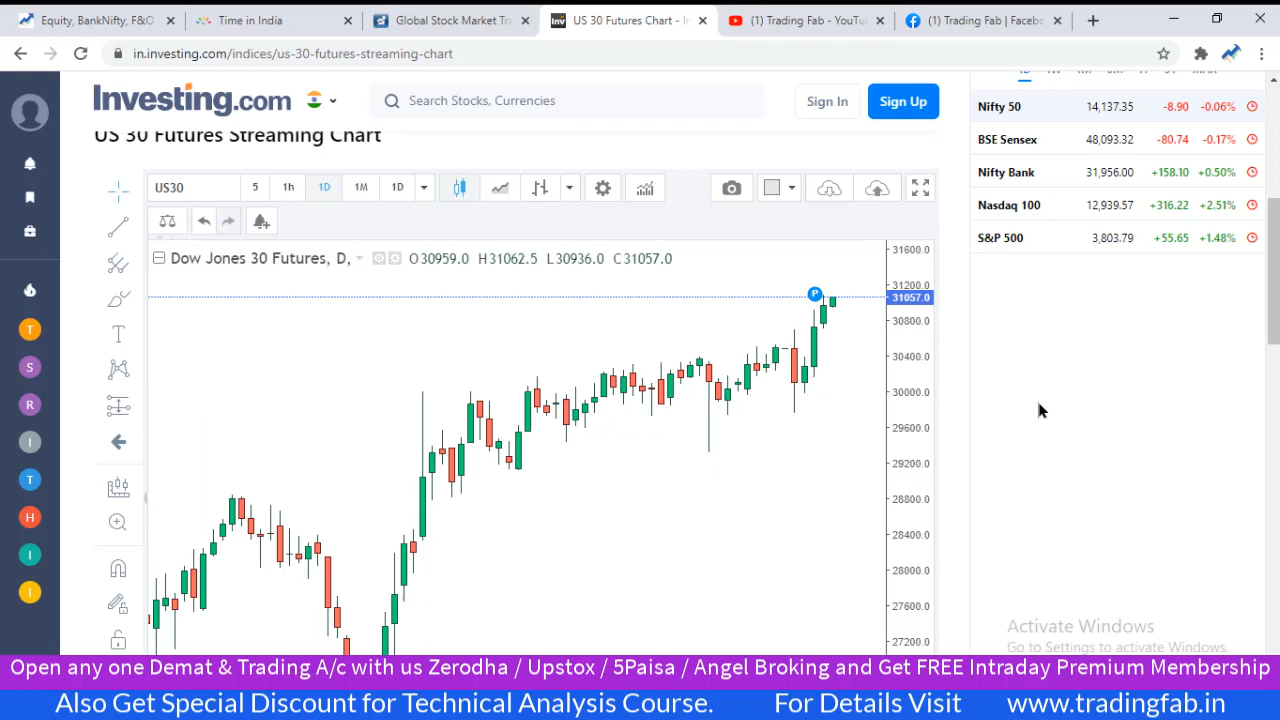 Equity, BankNifty, F&O
Time in India
Global Stock Market Tr
US 30 Futures Chart - In
(1) Trading Fab - YouTu
(1) Trading Fab | Facebo
in.investing.com/indices/us-30-futures-streaming-chart
Investing.com
Search Stocks, Currencies
Sign In
Sign Up
US 30 Futures Streaming Chart
US30 5 1h 1D 1M 1D
Dow Jones 30 Futures, D, O30959.0 H31062.5 L30936.0 C31057.0
P
31600.0
31200.0
31057.0
30800.0
30400.0
30000.0
29600.0
29200.0
28800.0
28400.0
28000.0
27600.0
27200.0
T
S
R
I
T
H
I
I
Nifty 50 14,137.35 -8.90 -0.06%
BSE Sensex 48,093.32 -80.74 -0.17%
Nifty Bank 31,956.00 +158.10 +0.50%
Nasdaq 100 12,939.57 +316.22 +2.51%
S&P 500 3,803.79 +55.65 +1.48%
Activate Windows
Go to Settings to activate Windows.
Open any one Demat & Trading A/c with us Zerodha / Upstox / 5Paisa / Angel Broking and Get FREE Intraday Premium Membership
Also Get Special Discount for Technical Analysis Course. For Details Visit www.tradingfab.in